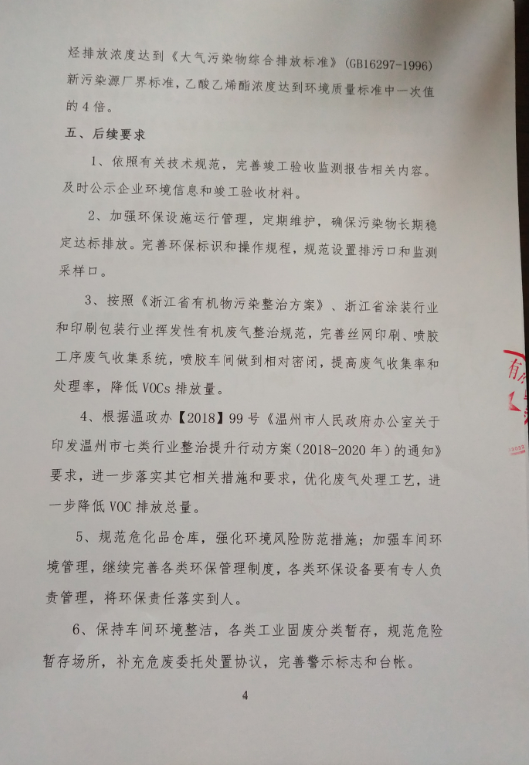 烃排放浓度达到《大气污染物综合排放标准》(GB16297-1996)
新污染源厂界标准，乙酸乙烯酯浓度达到环境质量标准中一次值
的4倍。
五、后续要求
1、依照有关技术规范，完善竣工验收监测报告相关内容。
及时公示企业环境信息和竣工验收材料。
2、加强环保设施运行管理，定期维护，确保污染物长期稳
定达标排放。完善环保标识和操作规程，规范设置排污口和监测
采样口。
3、按照《浙江省有机物污染整治方案》、浙江省涂装行业
和印刷包装行业挥发性有机废气整治规范，完善丝网印刷、喷胶
工序废气收集系统，喷胶车间做到相对密闭，提高废气收集率和
处理率，降低VOCs排放量。
4、根据温政办【2018】99号《温州市人民政府办公室关于
印发温州市七类行业整治提升行动方案(2018-2020年)的通知》
要求，进一步落实其它相关措施和要求，优化废气处理工艺，进
一步降低VOC排放总量。
5、规范危化品仓库，强化环境风险防范措施；加强车间环
境管理，继续完善各类环保管理制度，各类环保设备要有专人负
责管理，将环保责任落实到人。
6、保持车间环境整洁，各类工业固废分类暂存，规范危险
暂存场所，补充危废委托处置协议，完善警示标志和台帐。
4
有